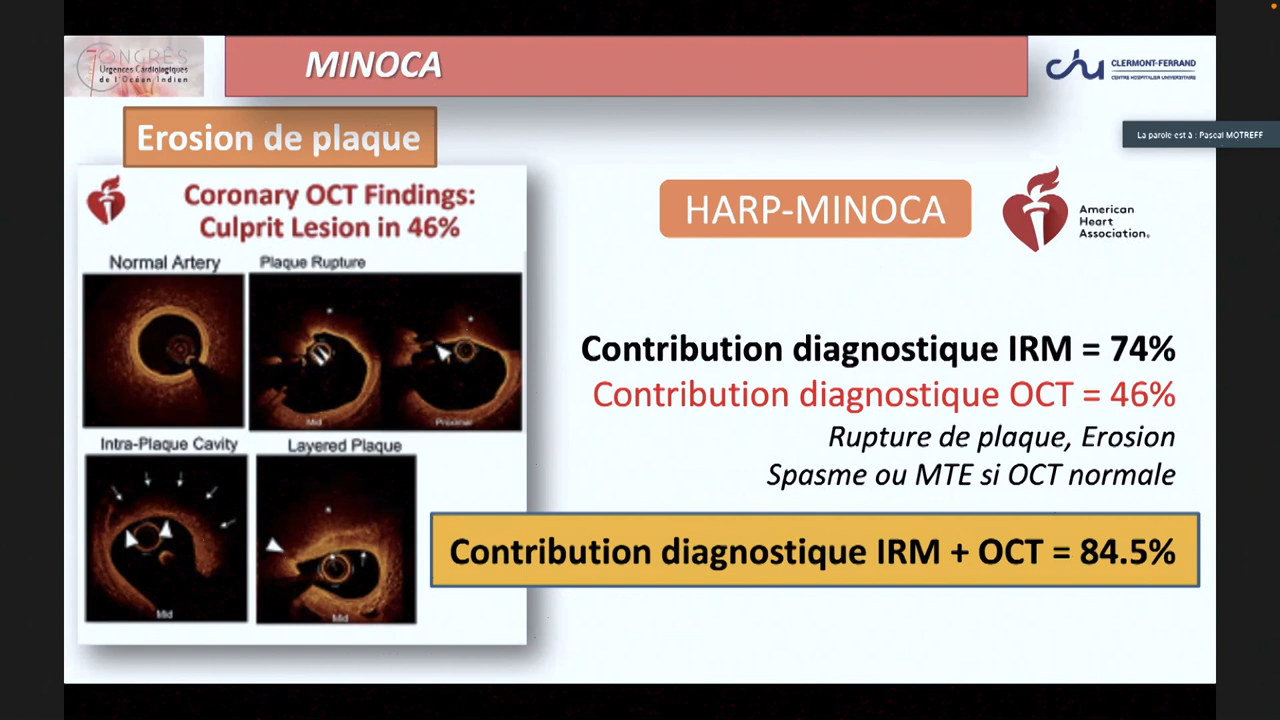 CONGRÈS
Urgences Cardiologiques
de l'Océan Indien
MINOCA
chu
CLERMONT-FERRAND
CENTRE HOSPITALIER UNIVERSITAIRE
La parole est à : Pascal MOTREFF
Erosion de plaque
Coronary OCT Findings:
Culprit Lesion in 46%
Normal Artery
Plaque Rupture
Mid
Proximal
Intra-Plaque Cavity
Layered Plaque
Mid
Mid
HARP-MINOCA
American
Heart
Association®
Contribution diagnostique IRM = 74%
Contribution diagnostique OCT = 46%
Rupture de plaque, Erosion
Spasme ou MTE si OCT normale
Contribution diagnostique IRM + OCT = 84.5%